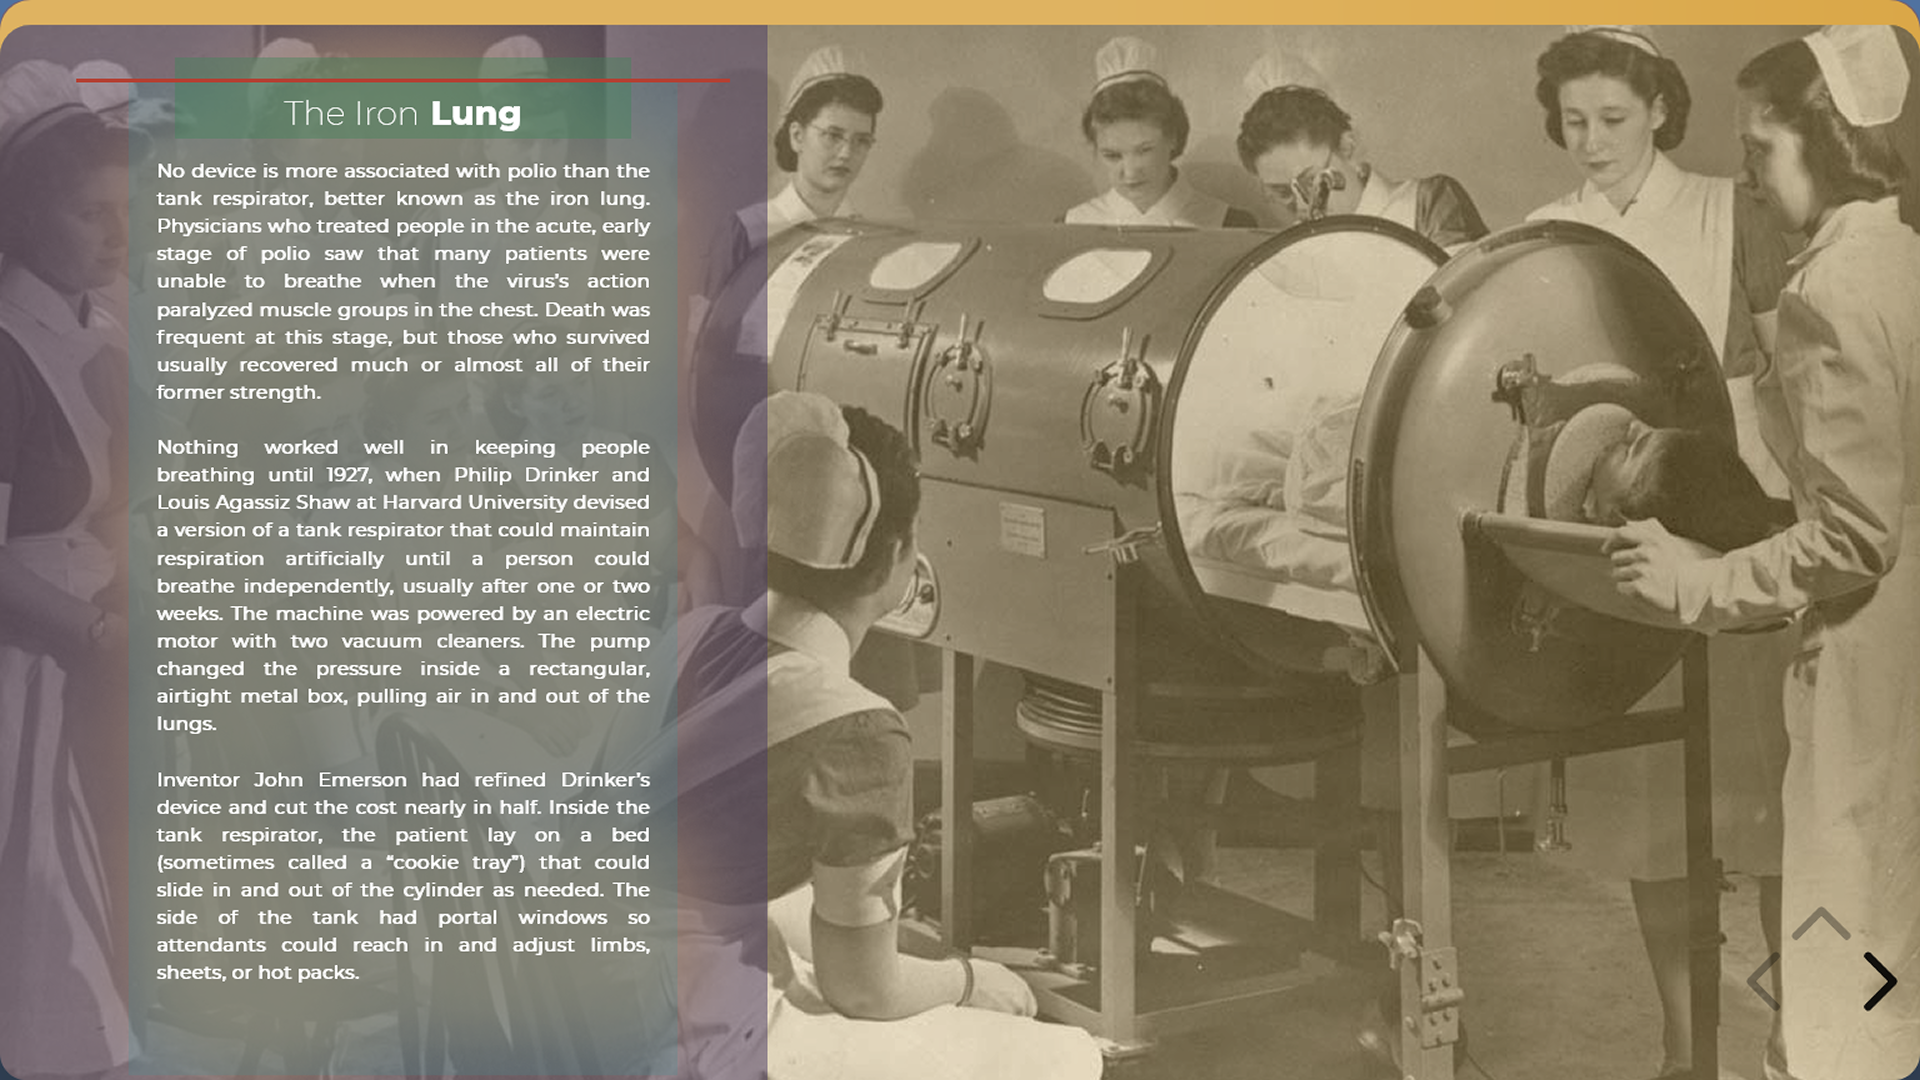 The Iron Lung
No device is more associated with polio than the
tank respirator, better known as the iron lung.
Physicians who treated people in the acute, early
stage of polio saw that many patients were
unable to breathe when the virus’s action
paralyzed muscle groups in the chest. Death was
frequent at this stage, but those who survived
usually recovered much or almost all of their
former strength.
Nothing worked well in keeping people
breathing until 1927, when Philip Drinker and
Louis Agassiz Shaw at Harvard University devised
a version of a tank respirator that could maintain
respiration artificially until a person could
breathe independently, usually after one or two
weeks. The machine was powered by an electric
motor with two vacuum cleaners. The pump
changed the pressure inside a rectangular,
airtight metal box, pulling air in and out of the
lungs.
Inventor John Emerson had refined Drinker’s
device and cut the cost nearly in half. Inside the
tank respirator, the patient lay on a bed
(sometimes called a “cookie tray”) that could
slide in and out of the cylinder as needed. The
side of the tank had portal windows so
attendants could reach in and adjust limbs,
sheets, or hot packs.